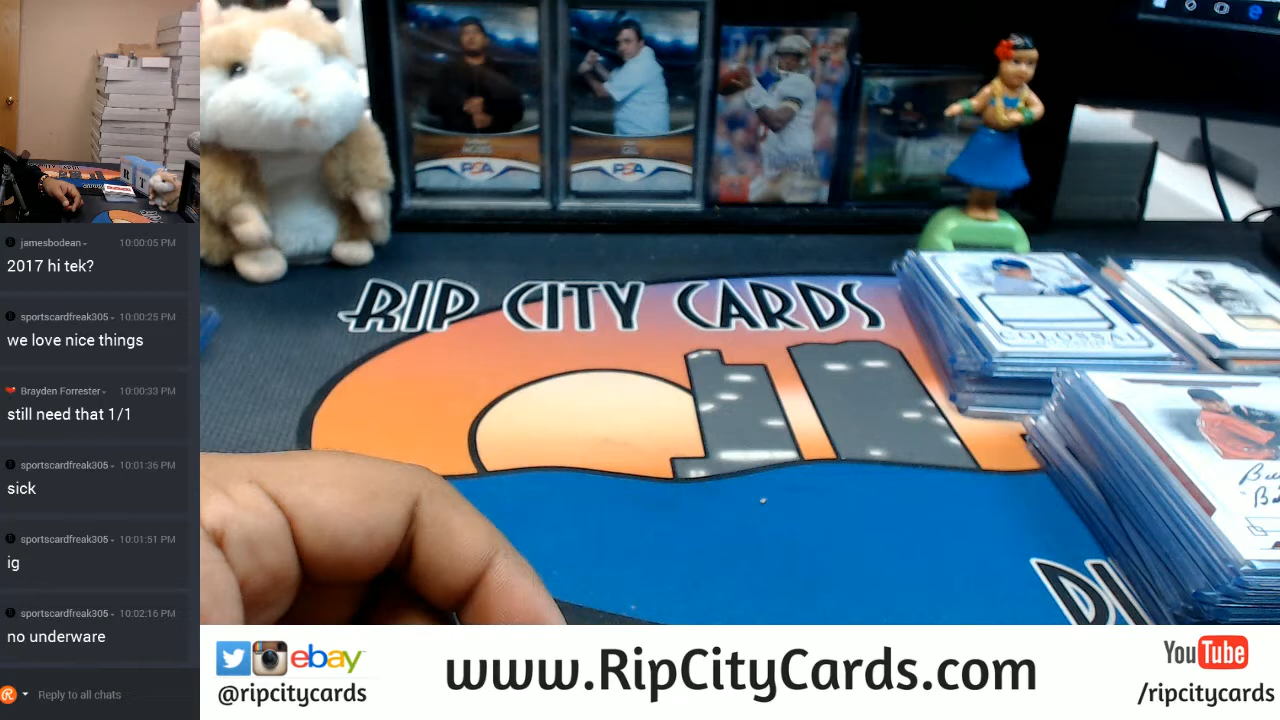 jamesbodean
10:00:05 PM
2017 hi tek?
sportscardfreak305
10:00:25 PM
we love nice things
Brayden Forrester
10:00:33 PM
still need that 1/1
sportscardfreak305
10:01:36 PM
sick
sportscardfreak305
10:01:51 PM
ig
sportscardfreak305
10:02:16 PM
no underware
Reply to all chats
PSA
PSA
RIP CITY CARDS
COLOSSAL
ebay
@ripcitycards
www.RipCityCards.com
YouTube
/ripcitycards